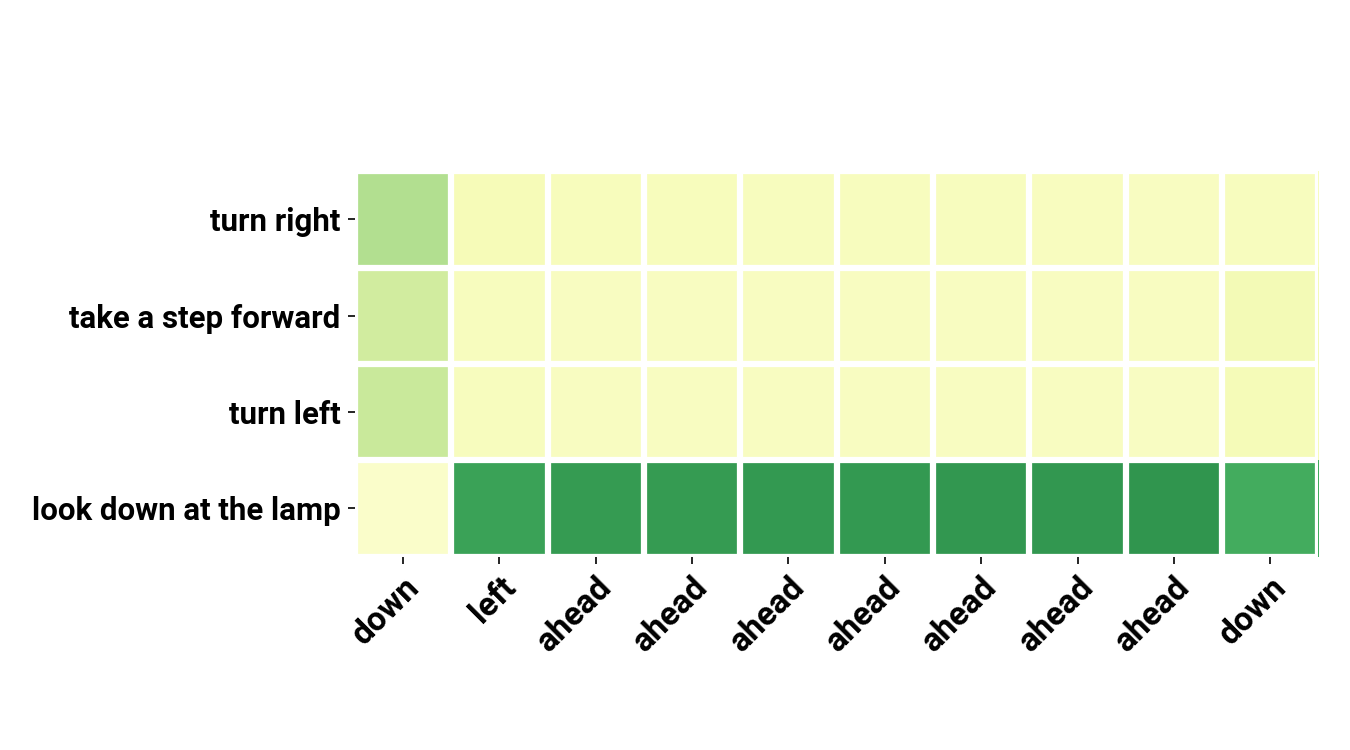 turn right
take a step forward
turn left
look down at the lamp
down left ahead ahead ahead ahead ahead ahead ahead down